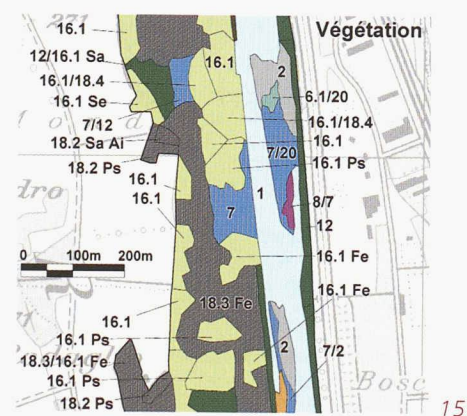 271
Végétation
16.1
12/16.1 Sa
16.1
2
16.1/18.4
6.1/20
16.1 Se
16.1/18.4
7/12
16.1
18.2 Sa Ai
7/20
16.1 Ps
18.2 Ps
16.1
1
8/7
16.1
7
12
16.1 Fe
0 100m 200m
16.1 Fe
18.3 Fe
16.1
16.1 Ps
2
18.3/16.1 Fe
7/2
16.1 Ps
18.2 Ps
Bosc
15